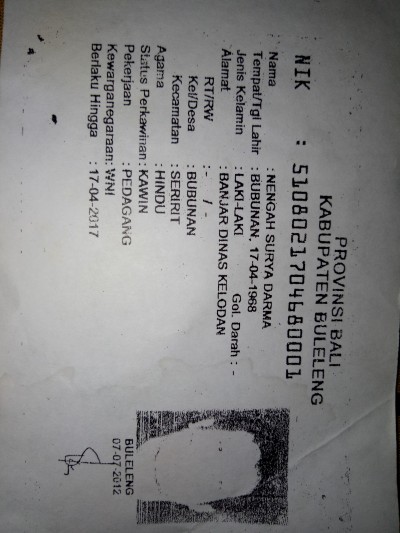 PROVINSI BALI
KABUPATEN BULELENG
NIK : 5108021704680001
Nama : NENGAH SURYA DARMA
Tempat/Tgl Lahir : BUBUNAN, 17-04-1968
Jenis Kelamin : LAKI-LAKI Gol. Darah : -
Alamat : BANJAR DINAS KELODAN
RT/RW : - / -
Kel/Desa : BUBUNAN
Kecamatan : SERIRIT
Agama : HINDU
Status Perkawinan : KAWIN
Pekerjaan : PEDAGANG
Kewarganegaraan : WNI
Berlaku Hingga : 17-04-2017
BULELENG
07-07-2012